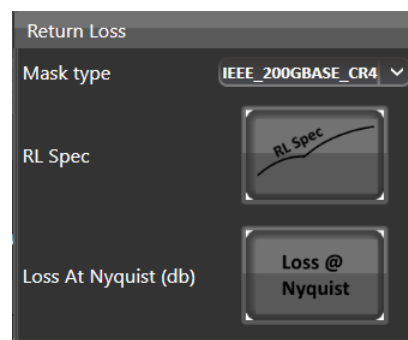 Return Loss
Mask type
IEEE_200GBASE_CR4
RL Spec
RL Spec
Loss At Nyquist (db)
Loss @
Nyquist